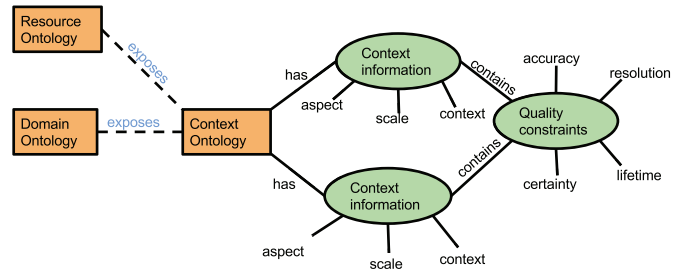 Resource
Ontology
exposes
Domain
Ontology
exposes
Context
Ontology
has
has
Context
information
aspect
scale
context
contains
Context
information
aspect
scale
context
contains
Quality
constraints
accuracy
resolution
certainty
lifetime